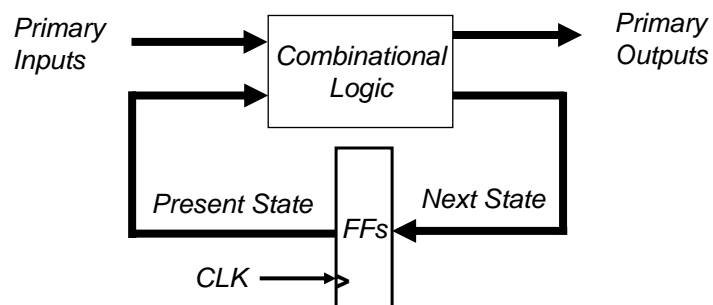 Primary
Inputs
Combinational
Logic
Primary
Outputs
Present State
FFs
Next State
CLK